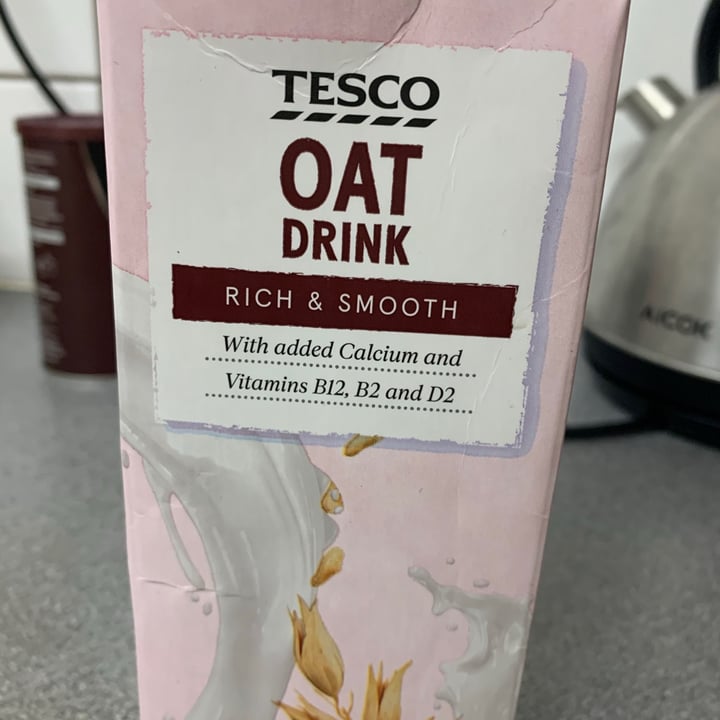 TESCO
OAT
DRINK
RICH & SMOOTH
With added Calcium and
Vitamins B12, B2 and D2
AICOK